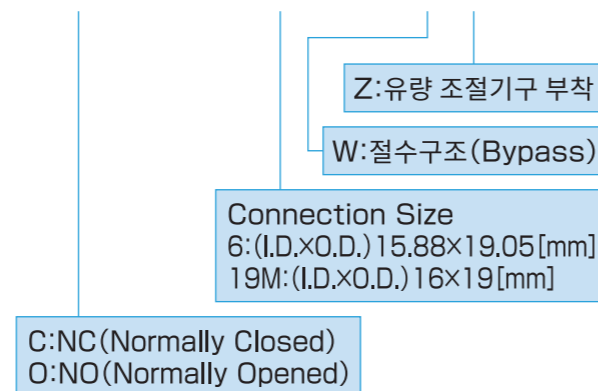 Z:유량 조절기구 부착
W:절수구조(Bypass)
Connection Size
6:(I.D.×O.D.)15.88×19.05[mm]
19M:(I.D.×O.D.)16×19[mm]
C:NC(Normally Closed)
O:NO(Normally Opened)